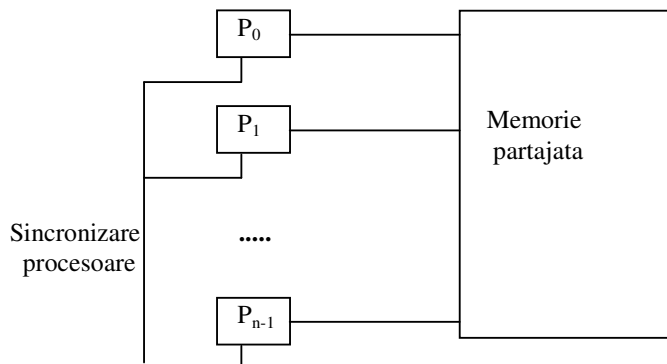 P0
P1
Memorie
partajata
Sincronizare
procesoare
.....
Pn-1